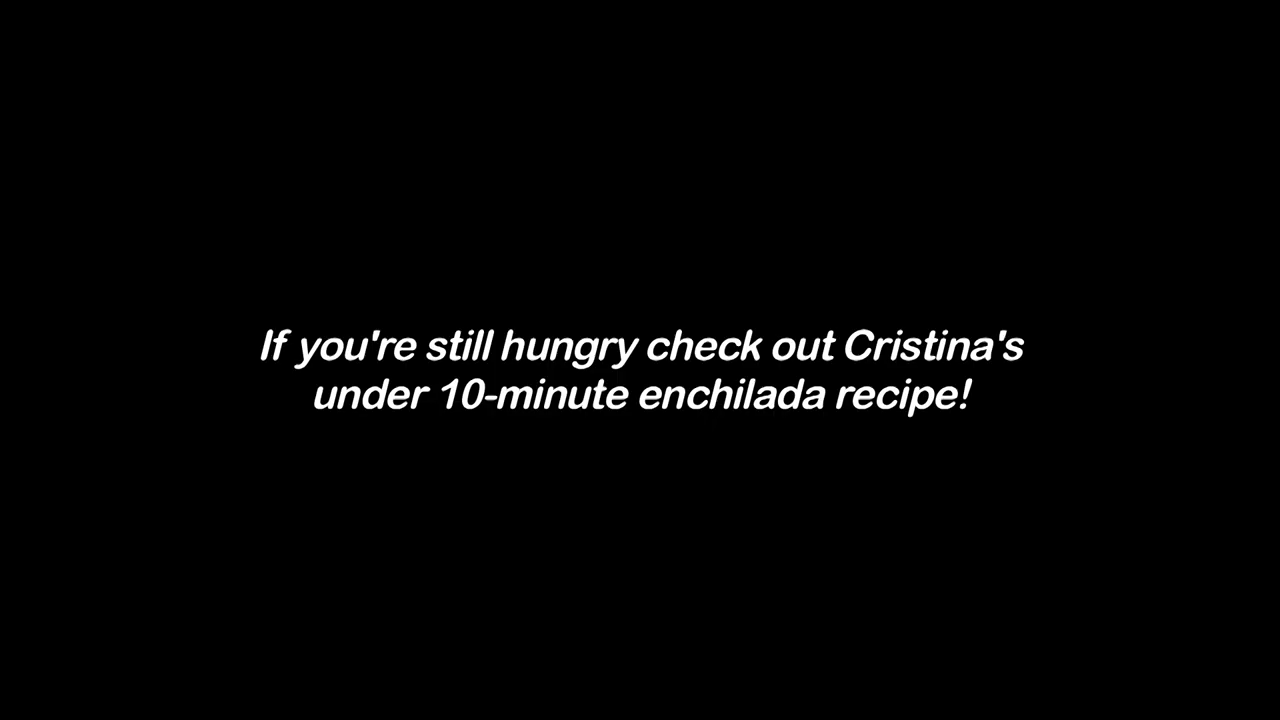 If you're still hungry check out Cristina's
under 10-minute enchilada recipe!